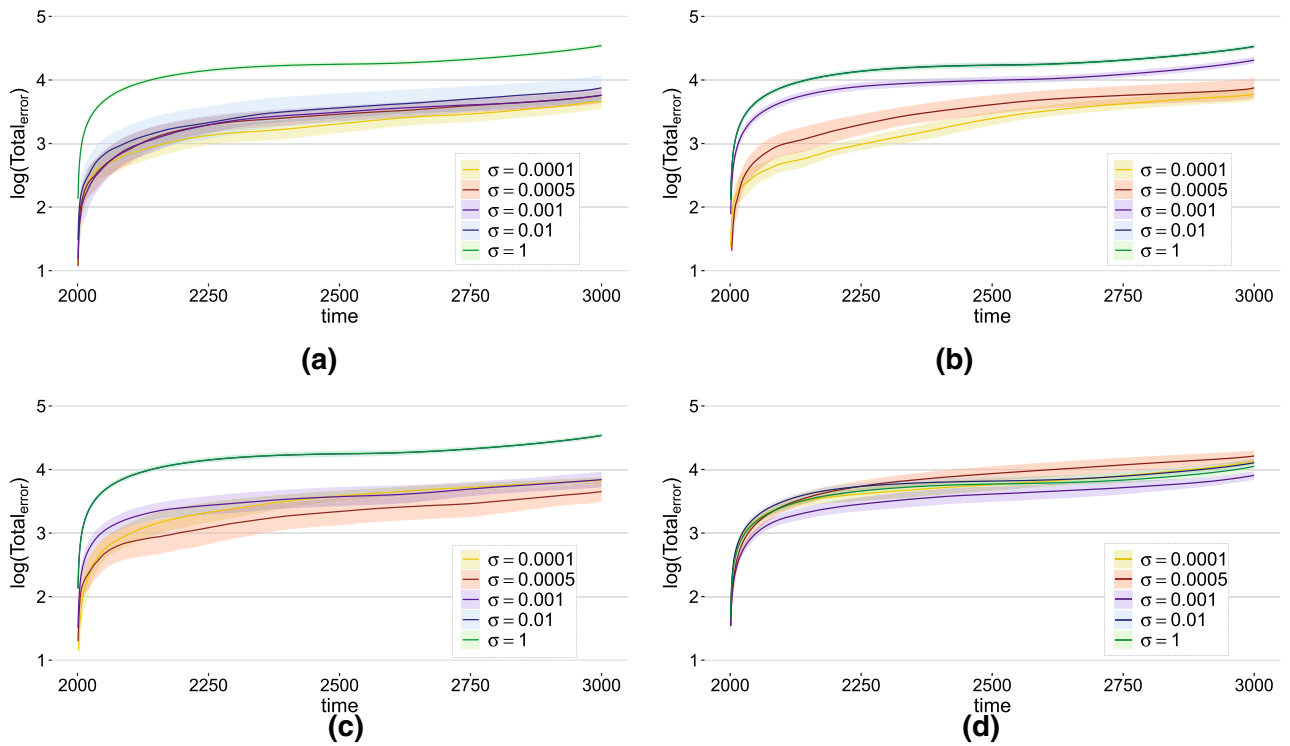 5
4
3
2
1
log(Total_error)
σ = 0.0001
σ = 0.0005
σ = 0.001
σ = 0.01
σ = 1
2000 2250 2500 2750 3000
time
(a)
5
4
3
2
1
log(Total_error)
σ = 0.0001
σ = 0.0005
σ = 0.001
σ = 0.01
σ = 1
2000 2250 2500 2750 3000
time
(b)
5
4
3
2
1
log(Total_error)
σ = 0.0001
σ = 0.0005
σ = 0.001
σ = 0.01
σ = 1
2000 2250 2500 2750 3000
time
(c)
5
4
3
2
1
log(Total_error)
σ = 0.0001
σ = 0.0005
σ = 0.001
σ = 0.01
σ = 1
2000 2250 2500 2750 3000
time
(d)